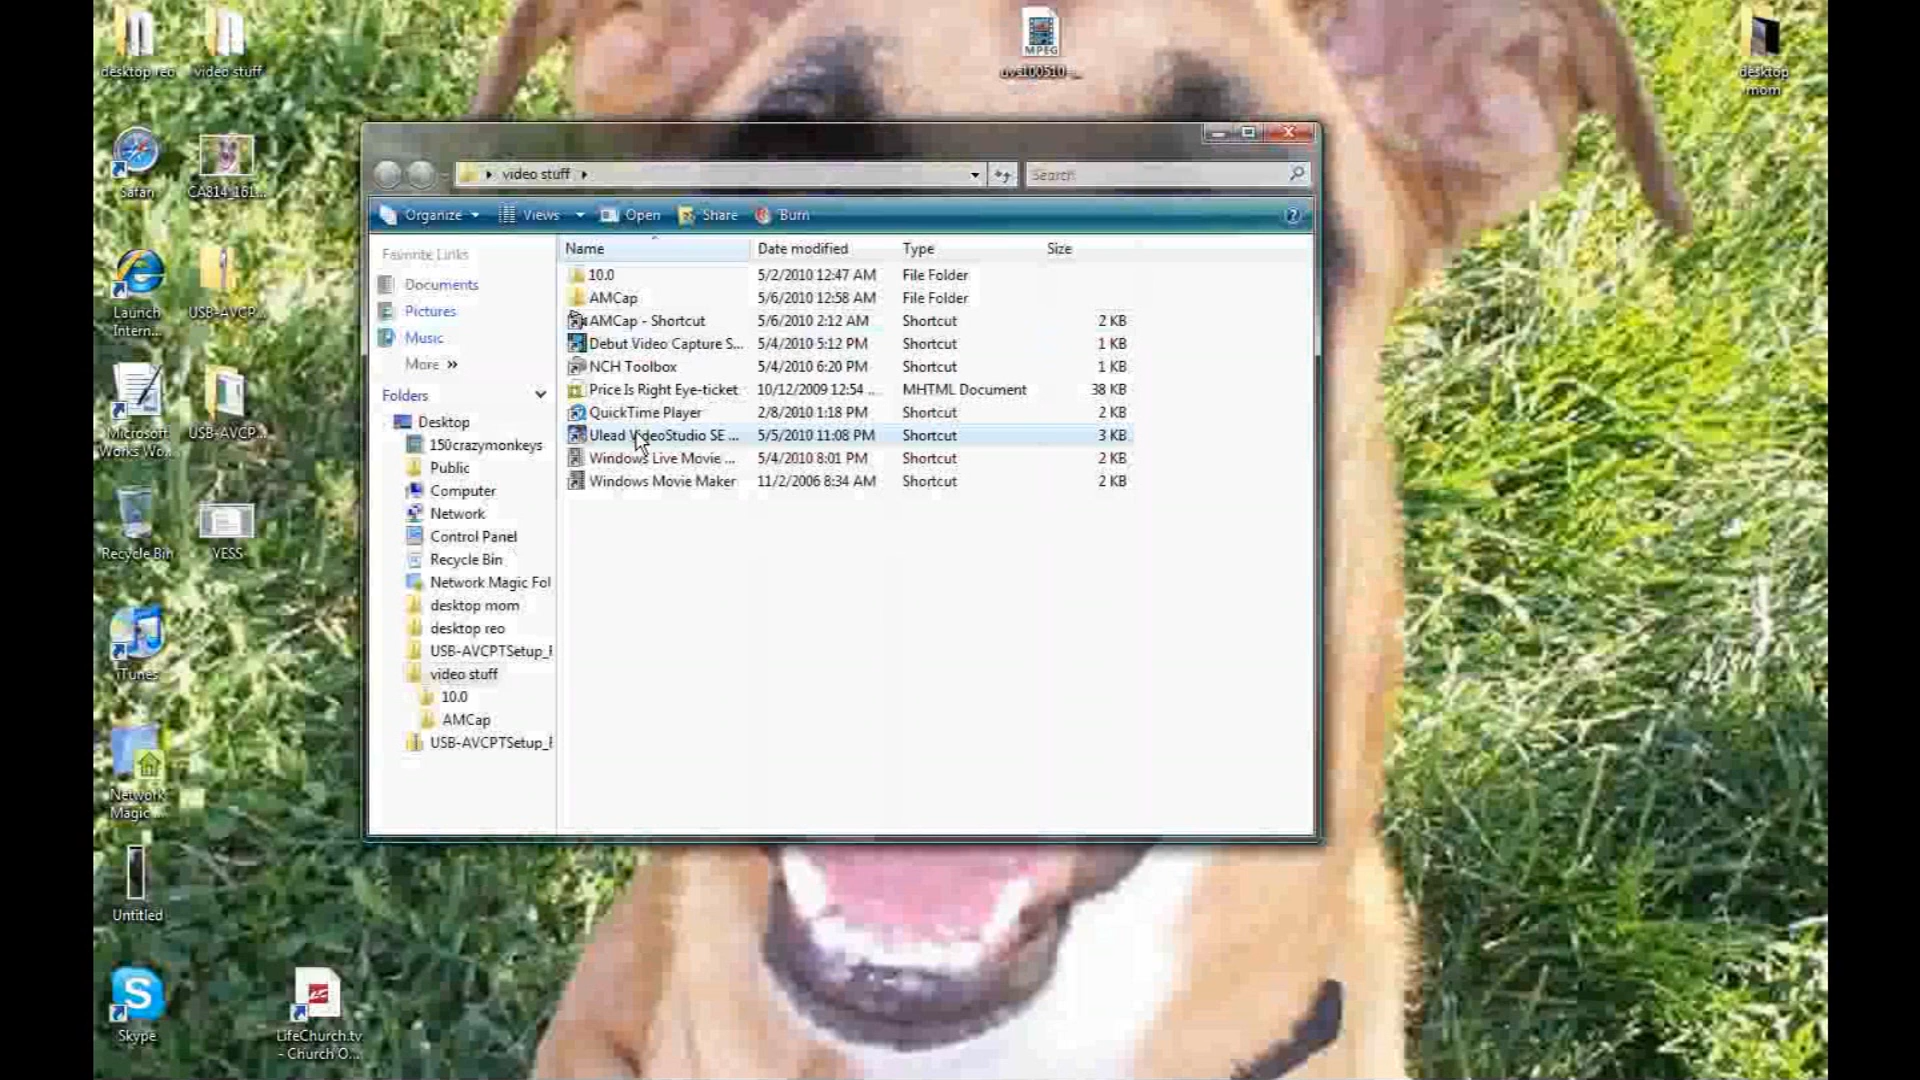 desktop reo
video stuff
MPEG
uvs100510-...
desktop
mom
Safari
CA814_161...
Launch
Intern...
USB-AVCP...
Microsoft
Works Wo...
USB-AVCP...
Recycle Bin
YESS
iTunes
Network
Magic...
Untitled
Skype
LifeChurch.tv
- Church O...
video stuff
Search
Organize Views Open Share Burn
Favorite Links
Documents
Pictures
Music
More »
Folders
Desktop
150crazymonkeys
Public
Computer
Network
Control Panel
Recycle Bin
Network Magic Fol
desktop mom
desktop reo
USB-AVCPTSetup_
video stuff
10.0
AMCap
USB-AVCPTSetup_
Name Date modified Type Size
10.0 5/2/2010 12:47 AM File Folder
AMCap 5/6/2010 12:58 AM File Folder
AMCap - Shortcut 5/6/2010 2:12 AM Shortcut 2 KB
Debut Video Capture S... 5/4/2010 5:12 PM Shortcut 1 KB
NCH Toolbox 5/4/2010 6:20 PM Shortcut 1 KB
Price Is Right Eye-ticket 10/12/2009 12:54 ... MHTML Document 38 KB
QuickTime Player 2/8/2010 1:18 PM Shortcut 2 KB
Ulead VideoStudio SE ... 5/5/2010 11:08 PM Shortcut 3 KB
Windows Live Movie ... 5/4/2010 8:01 PM Shortcut 2 KB
Windows Movie Maker 11/2/2006 8:34 AM Shortcut 2 KB